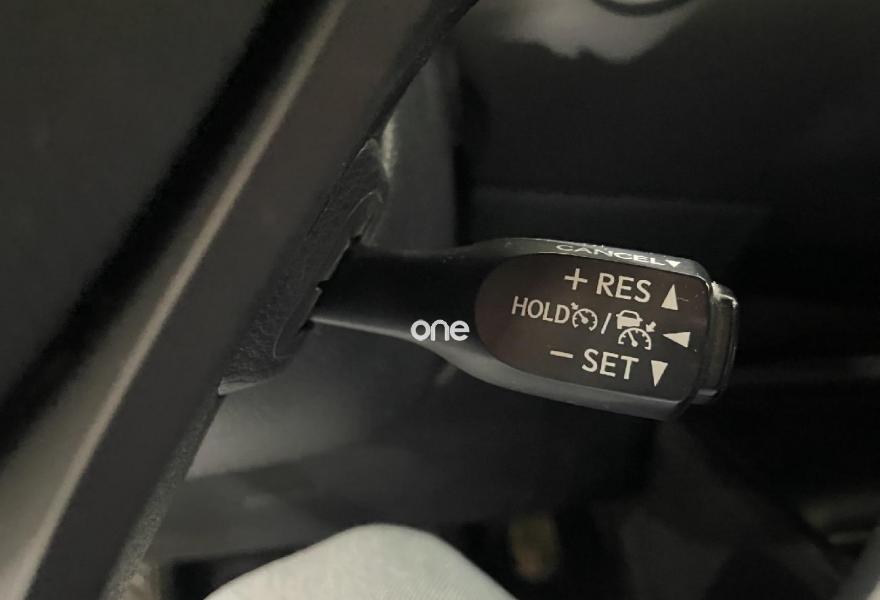 CANCEL▼
+ RES ▲
HOLD / ◀
one
− SET ▼